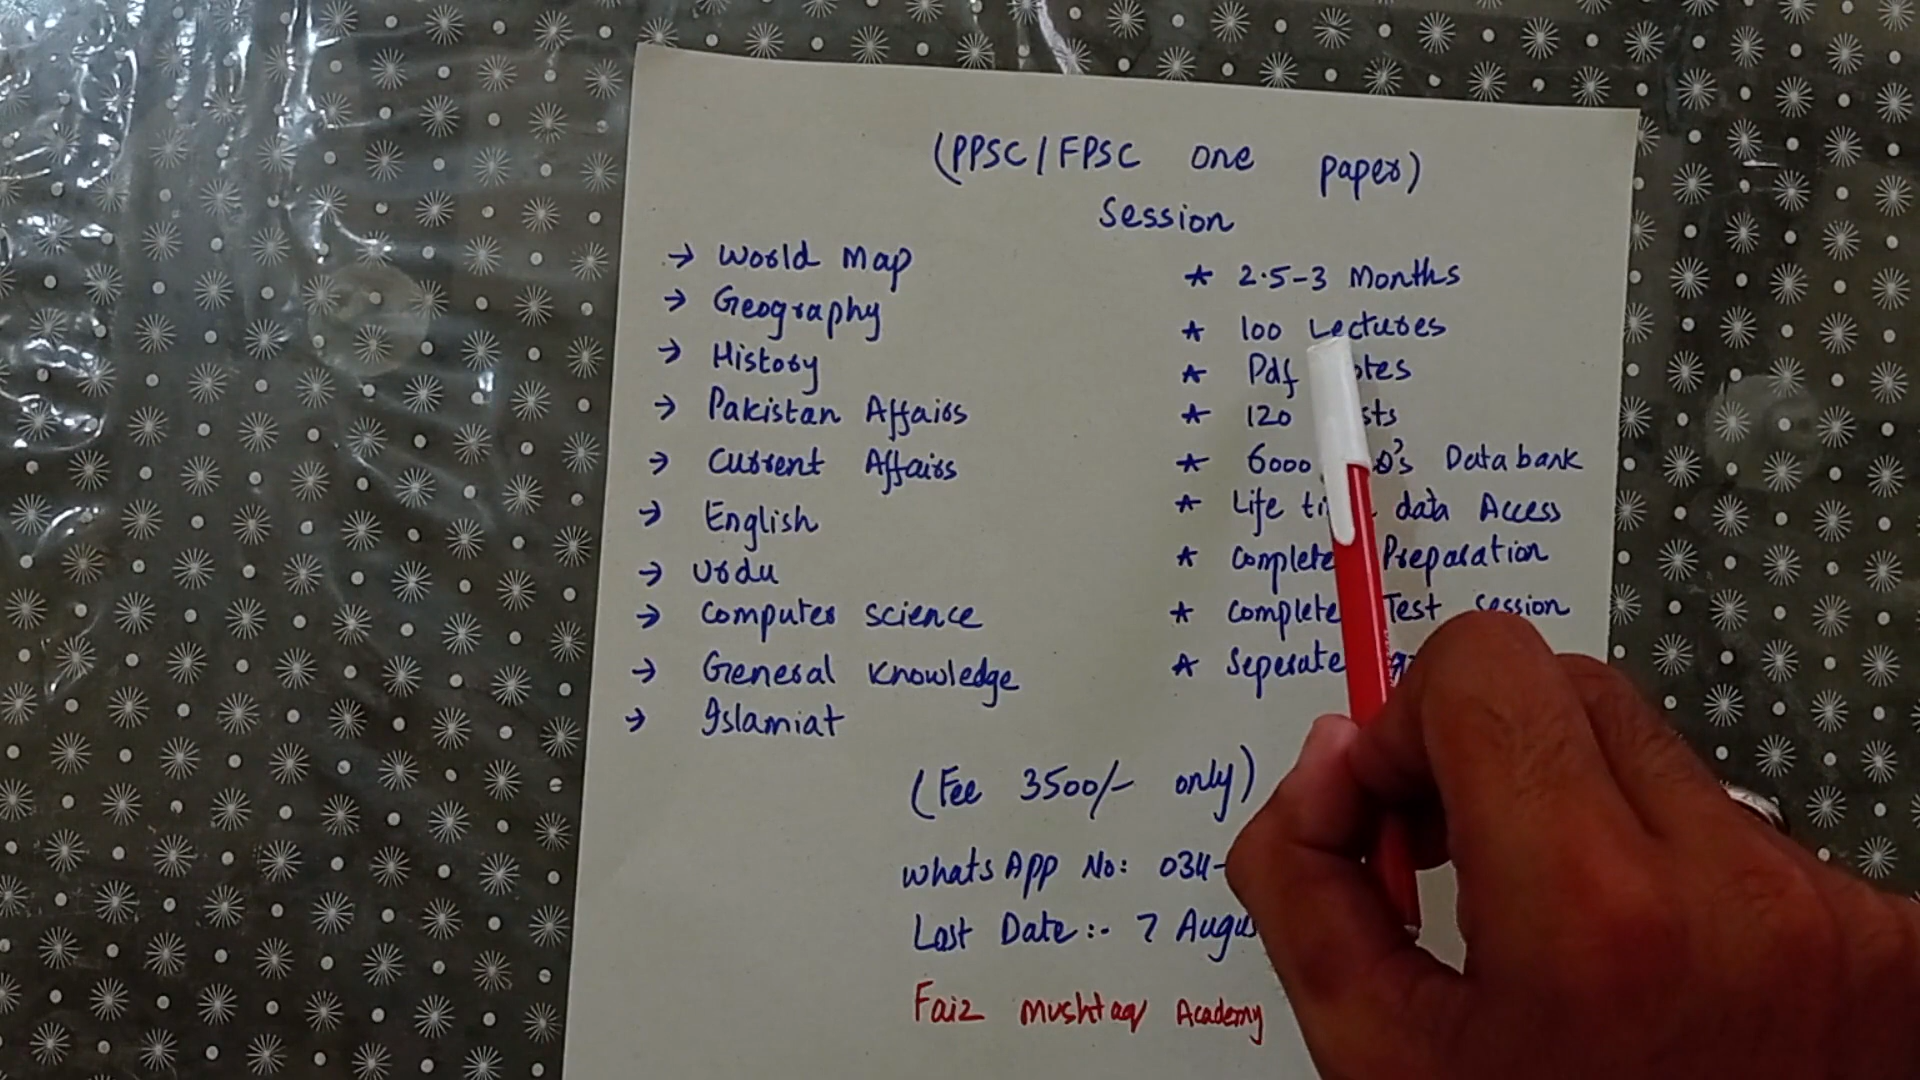 (PPSC/FPSC one paper)
Session
→ World Map
→ Geography
→ History
→ Pakistan Affairs
→ Current Affairs
→ English
→ Urdu
→ Computer science
→ General Knowledge
→ Islamiat
* 2.5-3 Months
* 100 Lectures
* Pdf
* 120
* 6000 Databank
* Life data Access
* Complete Preparation
* Complete Test session
* Seperate
(Fee 3500/- only)
WhatsApp No: 034-
Last Date:- 7 Augus
Faiz Mushtaq Academy